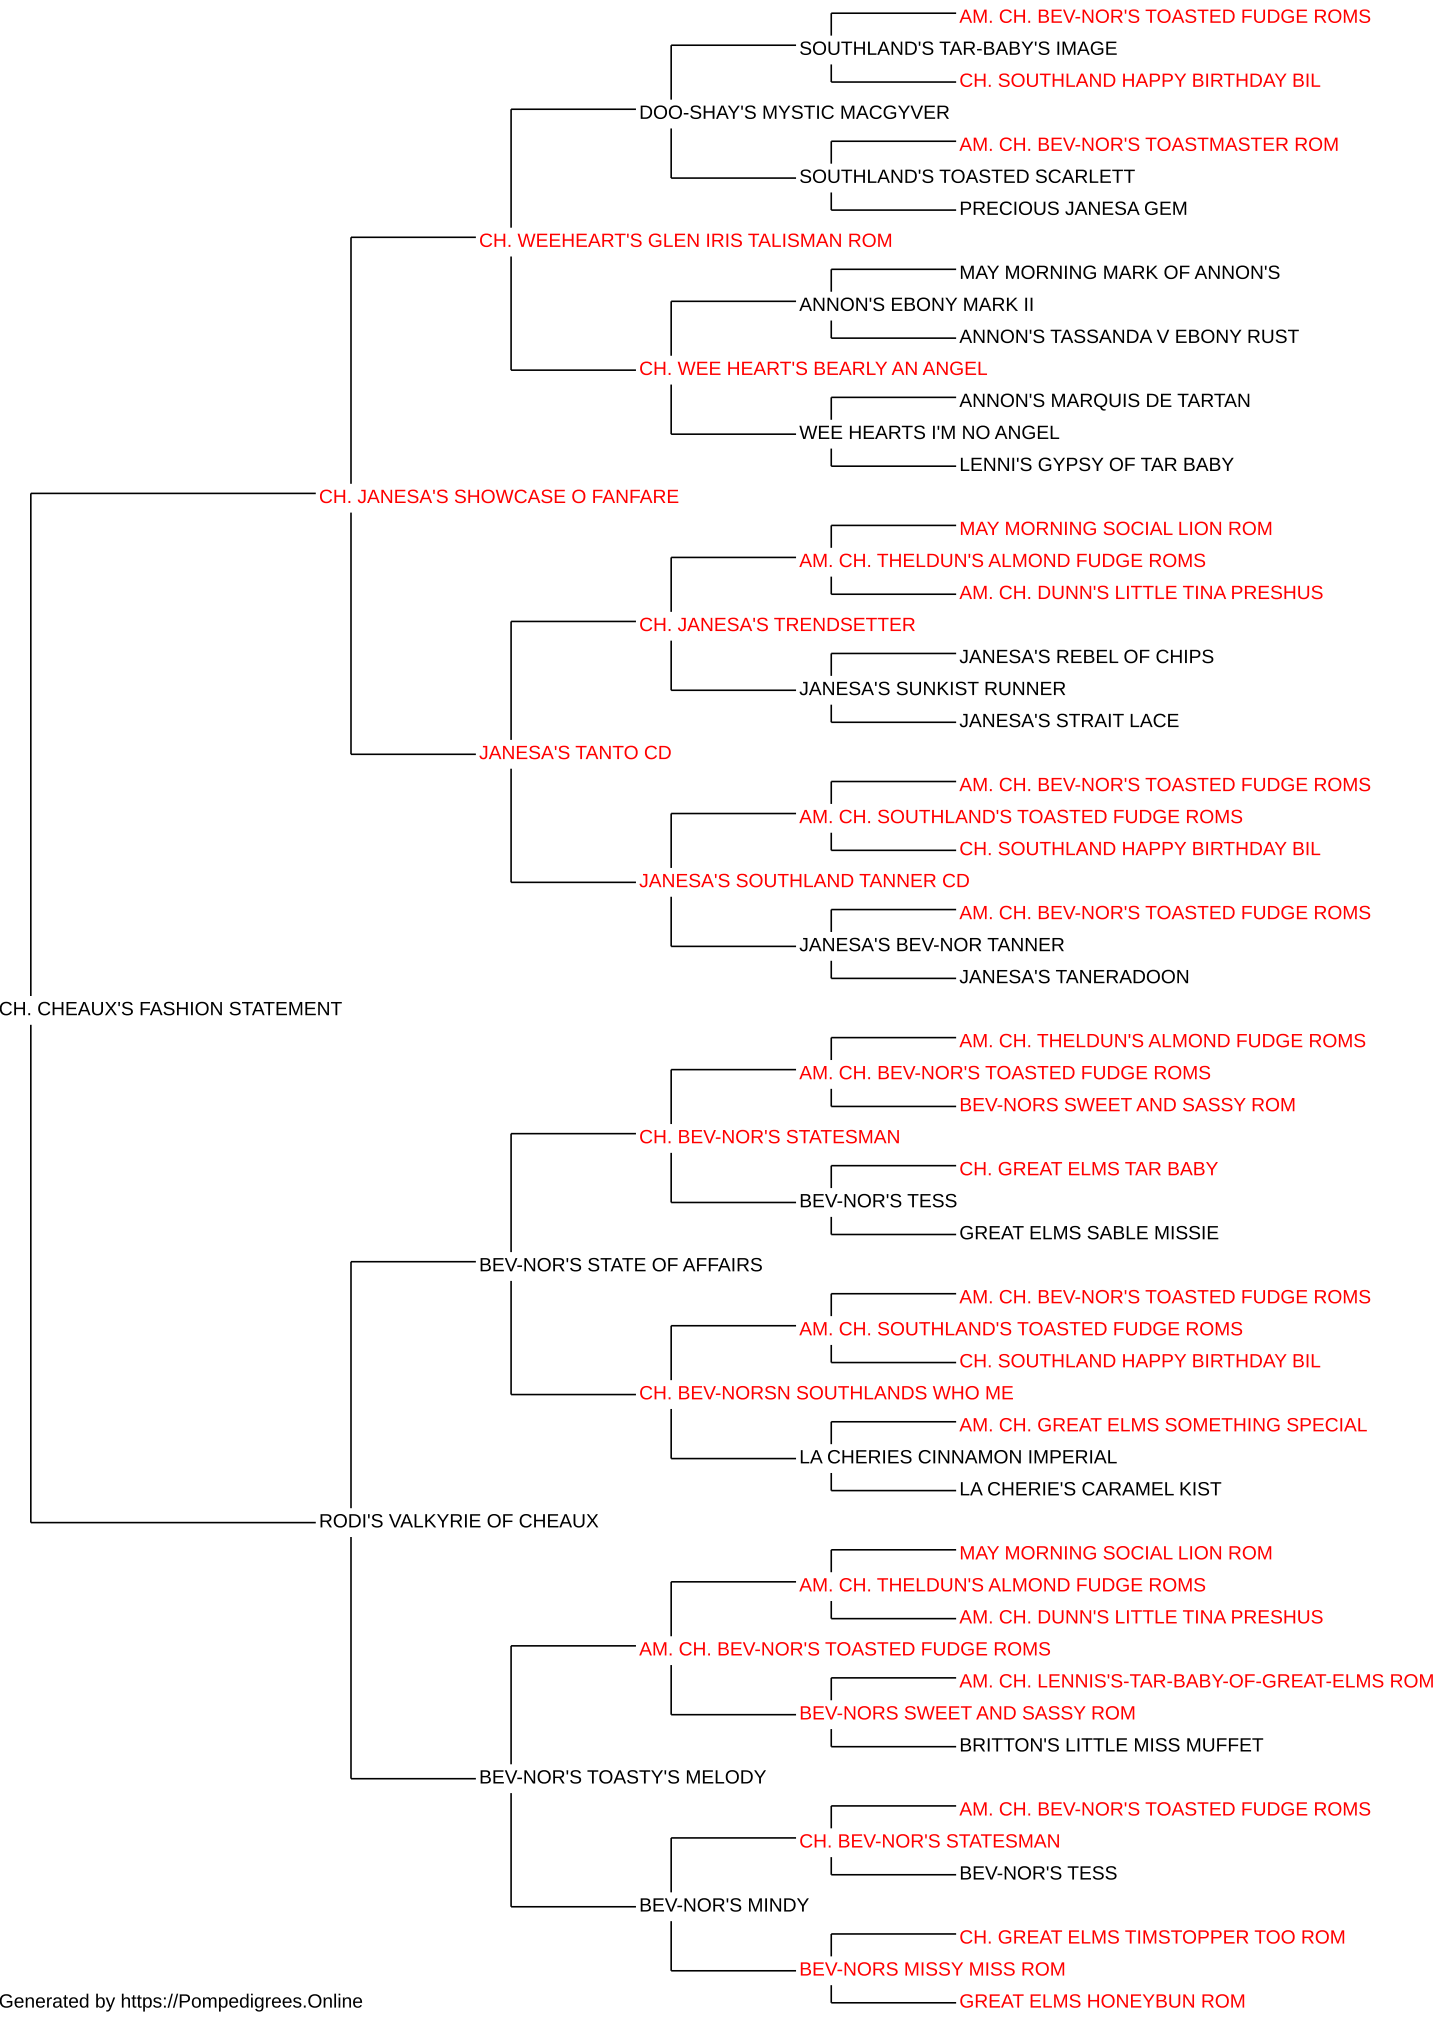 AM. CH. BEV-NOR'S TOASTED FUDGE ROMS
SOUTHLAND'S TAR-BABY'S IMAGE
CH. SOUTHLAND HAPPY BIRTHDAY BIL
DOO-SHAY'S MYSTIC MACGYVER
AM. CH. BEV-NOR'S TOASTMASTER ROM
SOUTHLAND'S TOASTED SCARLETT
PRECIOUS JANESA GEM
CH. WEEHEART'S GLEN IRIS TALISMAN ROM
MAY MORNING MARK OF ANNON'S
ANNON'S EBONY MARK II
ANNON'S TASSANDA V EBONY RUST
CH. WEE HEART'S BEARLY AN ANGEL
ANNON'S MARQUIS DE TARTAN
WEE HEARTS I'M NO ANGEL
LENNI'S GYPSY OF TAR BABY
CH. JANESA'S SHOWCASE O FANFARE
MAY MORNING SOCIAL LION ROM
AM. CH. THELDUN'S ALMOND FUDGE ROMS
AM. CH. DUNN'S LITTLE TINA PRESHUS
CH. JANESA'S TRENDSETTER
JANESA'S REBEL OF CHIPS
JANESA'S SUNKIST RUNNER
JANESA'S STRAIT LACE
JANESA'S TANTO CD
AM. CH. BEV-NOR'S TOASTED FUDGE ROMS
AM. CH. SOUTHLAND'S TOASTED FUDGE ROMS
CH. SOUTHLAND HAPPY BIRTHDAY BIL
JANESA'S SOUTHLAND TANNER CD
AM. CH. BEV-NOR'S TOASTED FUDGE ROMS
JANESA'S BEV-NOR TANNER
JANESA'S TANERADOON
CH. CHEAUX'S FASHION STATEMENT
AM. CH. THELDUN'S ALMOND FUDGE ROMS
AM. CH. BEV-NOR'S TOASTED FUDGE ROMS
BEV-NORS SWEET AND SASSY ROM
CH. BEV-NOR'S STATESMAN
CH. GREAT ELMS TAR BABY
BEV-NOR'S TESS
GREAT ELMS SABLE MISSIE
BEV-NOR'S STATE OF AFFAIRS
AM. CH. BEV-NOR'S TOASTED FUDGE ROMS
AM. CH. SOUTHLAND'S TOASTED FUDGE ROMS
CH. SOUTHLAND HAPPY BIRTHDAY BIL
CH. BEV-NORSN SOUTHLANDS WHO ME
AM. CH. GREAT ELMS SOMETHING SPECIAL
LA CHERIES CINNAMON IMPERIAL
LA CHERIE'S CARAMEL KIST
RODI'S VALKYRIE OF CHEAUX
MAY MORNING SOCIAL LION ROM
AM. CH. THELDUN'S ALMOND FUDGE ROMS
AM. CH. DUNN'S LITTLE TINA PRESHUS
AM. CH. BEV-NOR'S TOASTED FUDGE ROMS
AM. CH. LENNIS'S-TAR-BABY-OF-GREAT-ELMS ROM
BEV-NORS SWEET AND SASSY ROM
BRITTON'S LITTLE MISS MUFFET
BEV-NOR'S TOASTY'S MELODY
AM. CH. BEV-NOR'S TOASTED FUDGE ROMS
CH. BEV-NOR'S STATESMAN
BEV-NOR'S TESS
BEV-NOR'S MINDY
CH. GREAT ELMS TIMSTOPPER TOO ROM
BEV-NORS MISSY MISS ROM
GREAT ELMS HONEYBUN ROM
Generated by https://Pompedigrees.Online